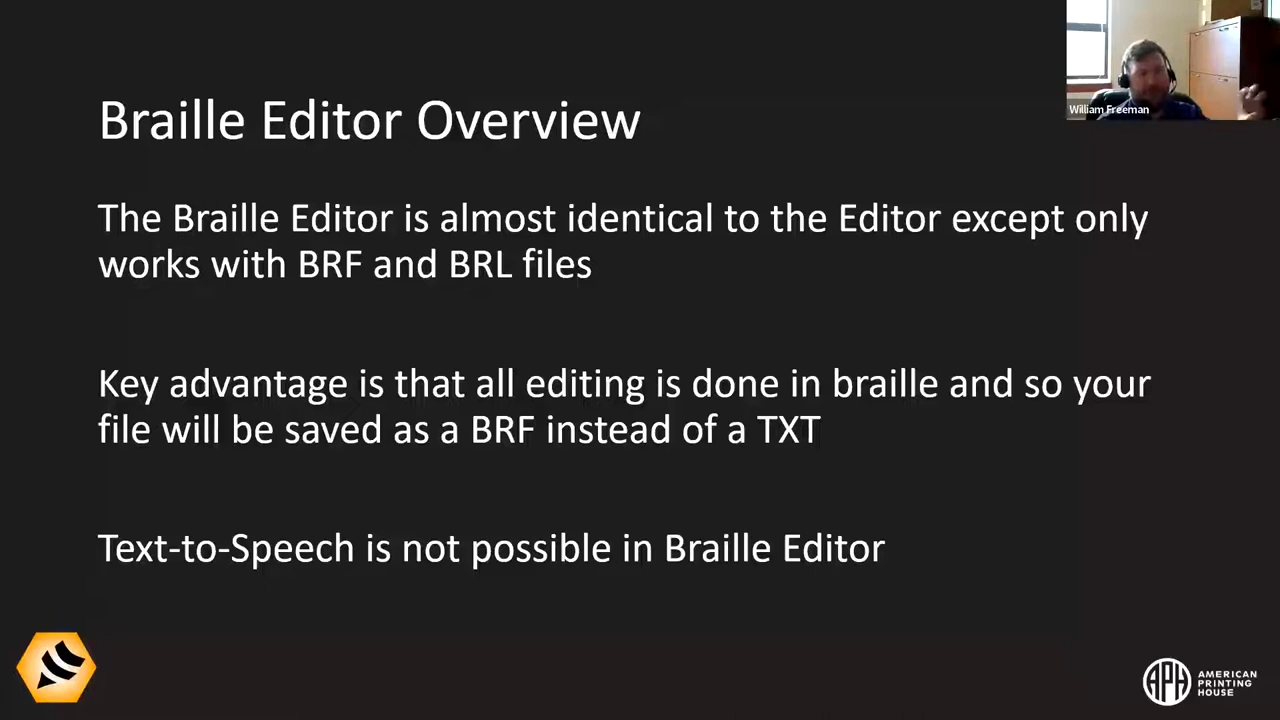 William Freeman
Braille Editor Overview
The Braille Editor is almost identical to the Editor except only
works with BRF and BRL files
Key advantage is that all editing is done in braille and so your
file will be saved as a BRF instead of a TXT
Text-to-Speech is not possible in Braille Editor
APH
AMERICAN
PRINTING
HOUSE